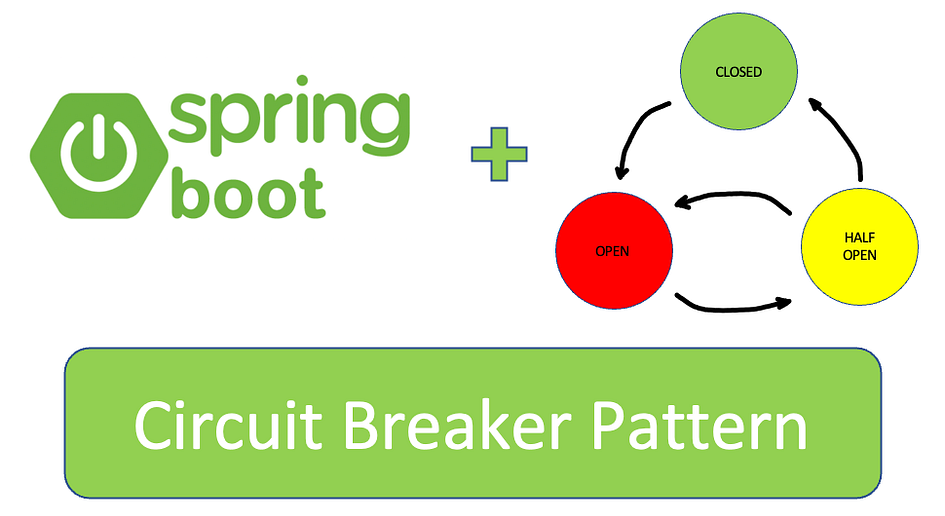 spring
boot
CLOSED
OPEN
HALF
OPEN
Circuit Breaker Pattern